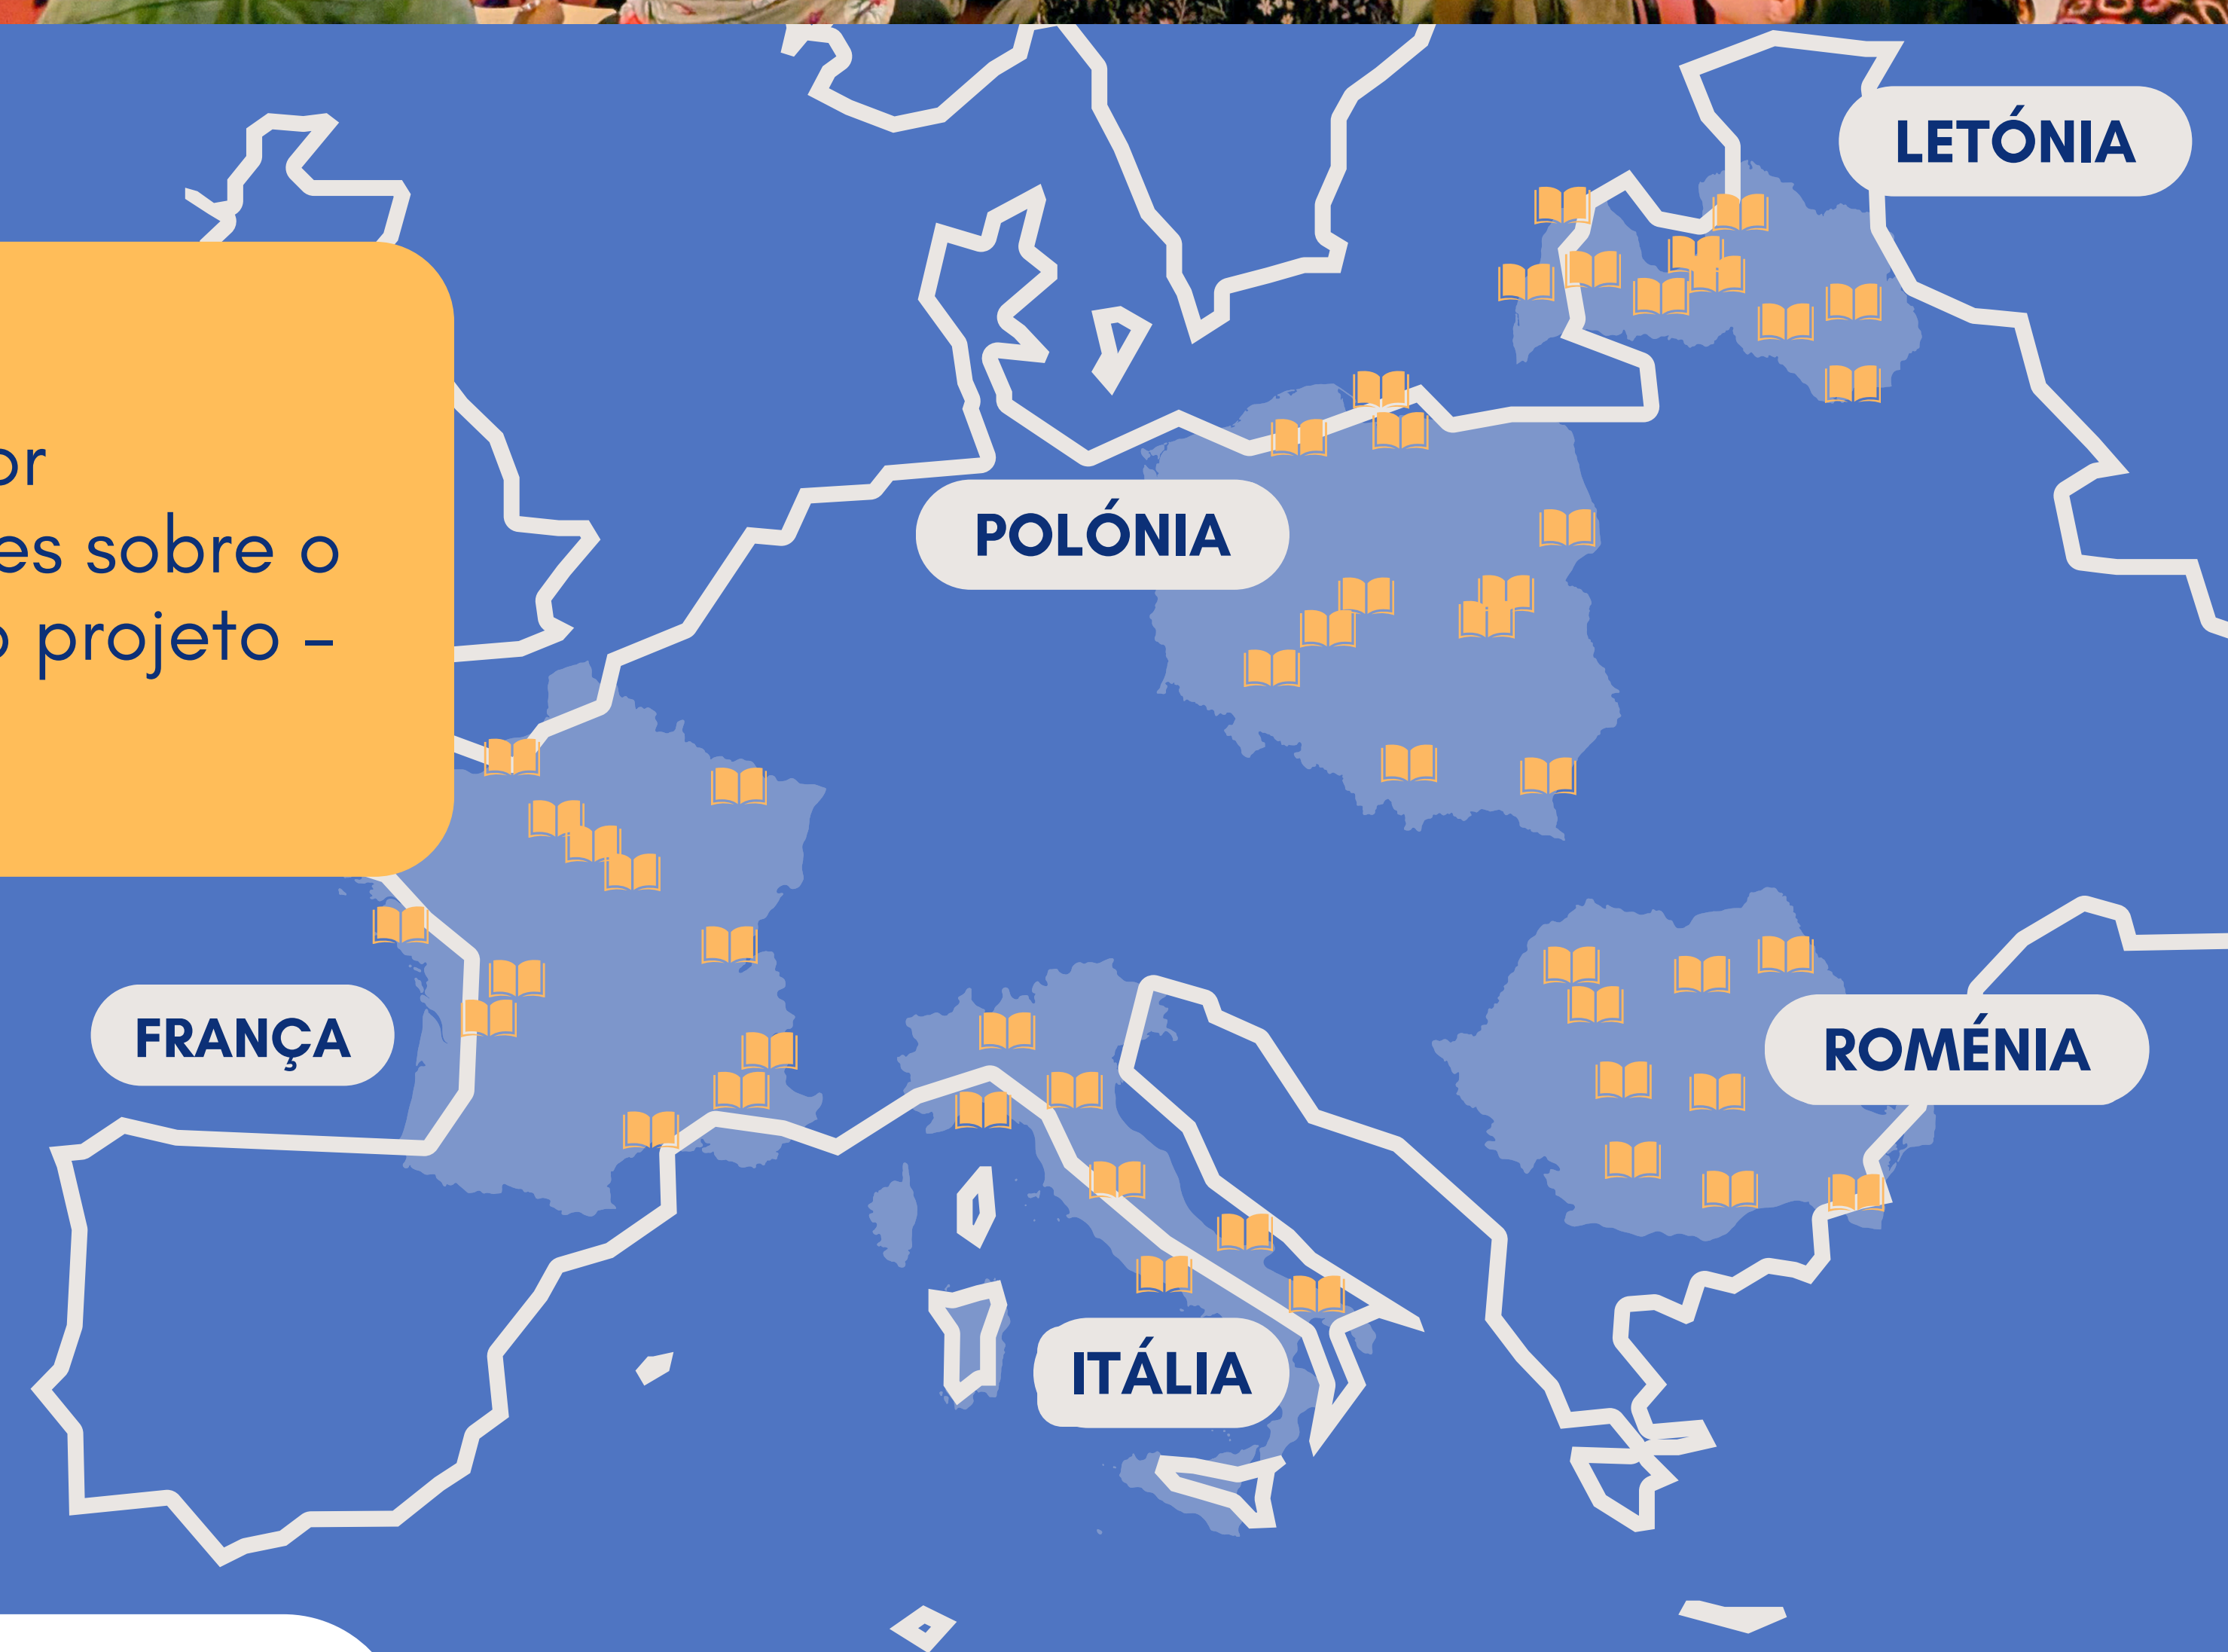 LETÓNIA
or
es sobre o
projeto –
POLÓNIA
FRANÇA
ROMÉNIA
ITÁLIA